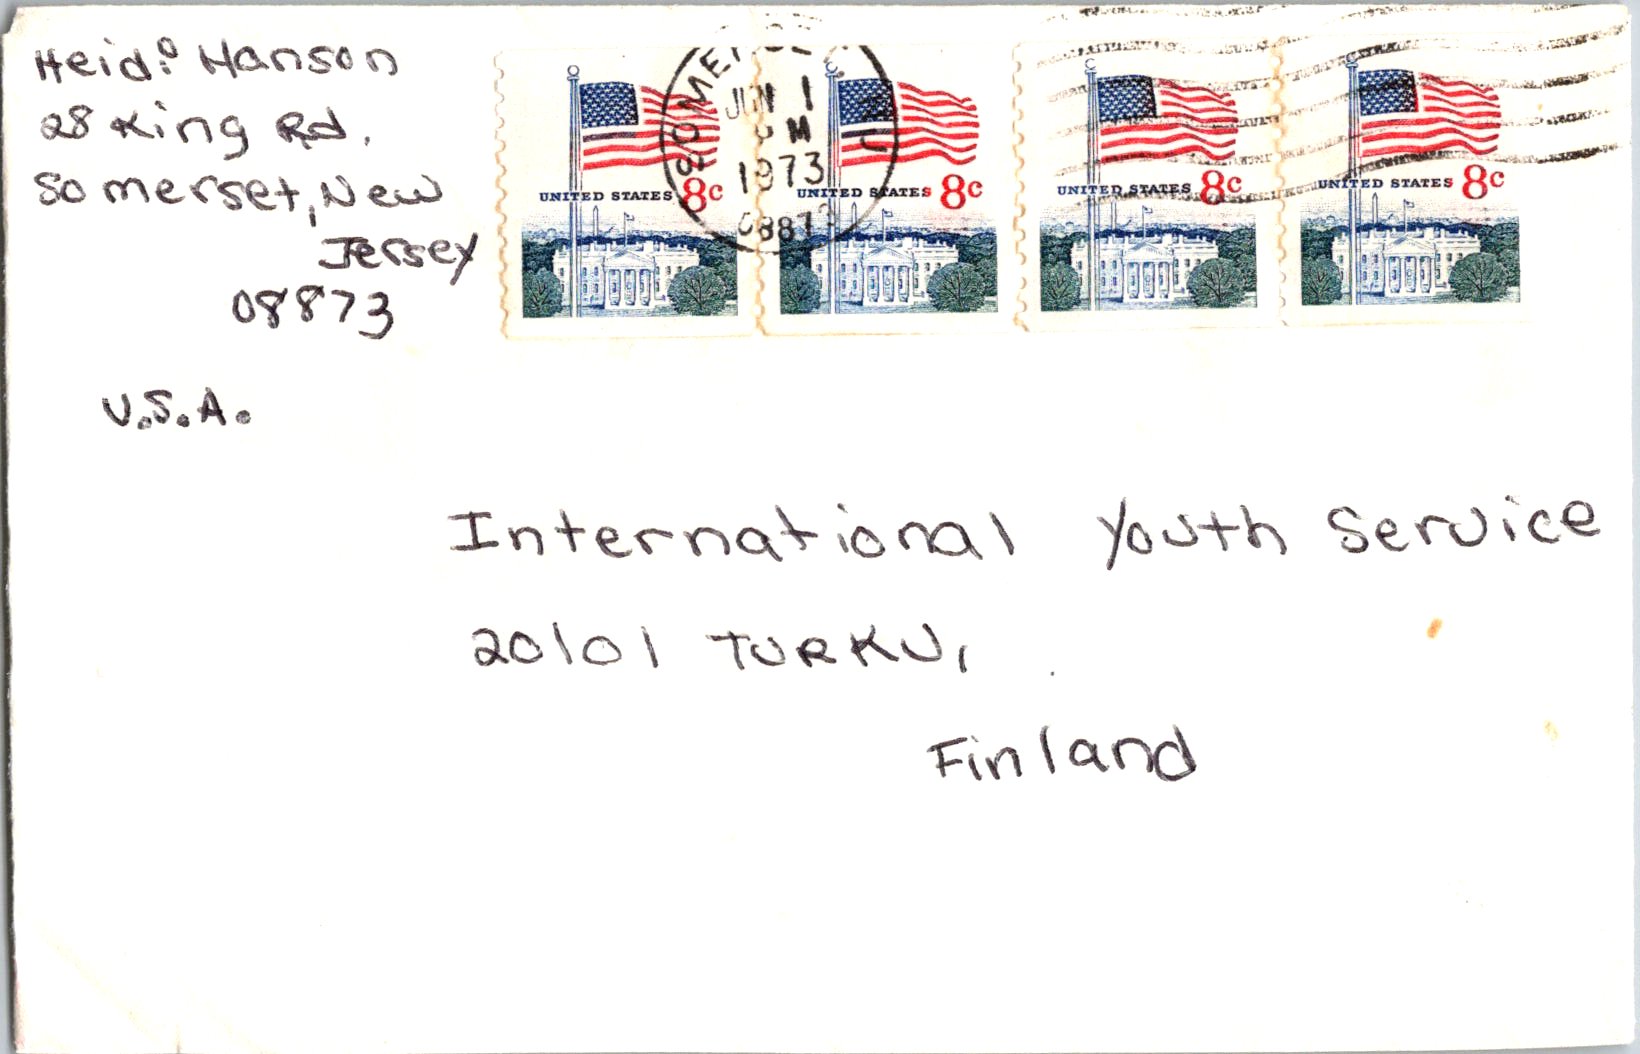 Heidi Hanson
28 King Rd.
Somerset, New
Jersey
08873
U.S.A.
UNITED STATES 8c
UNITED STATES 8c
UNITED STATES 8c
UNITED STATES 8c
JUN 1
M
1973
08873
International Youth Service
20101 TURKU,
Finland